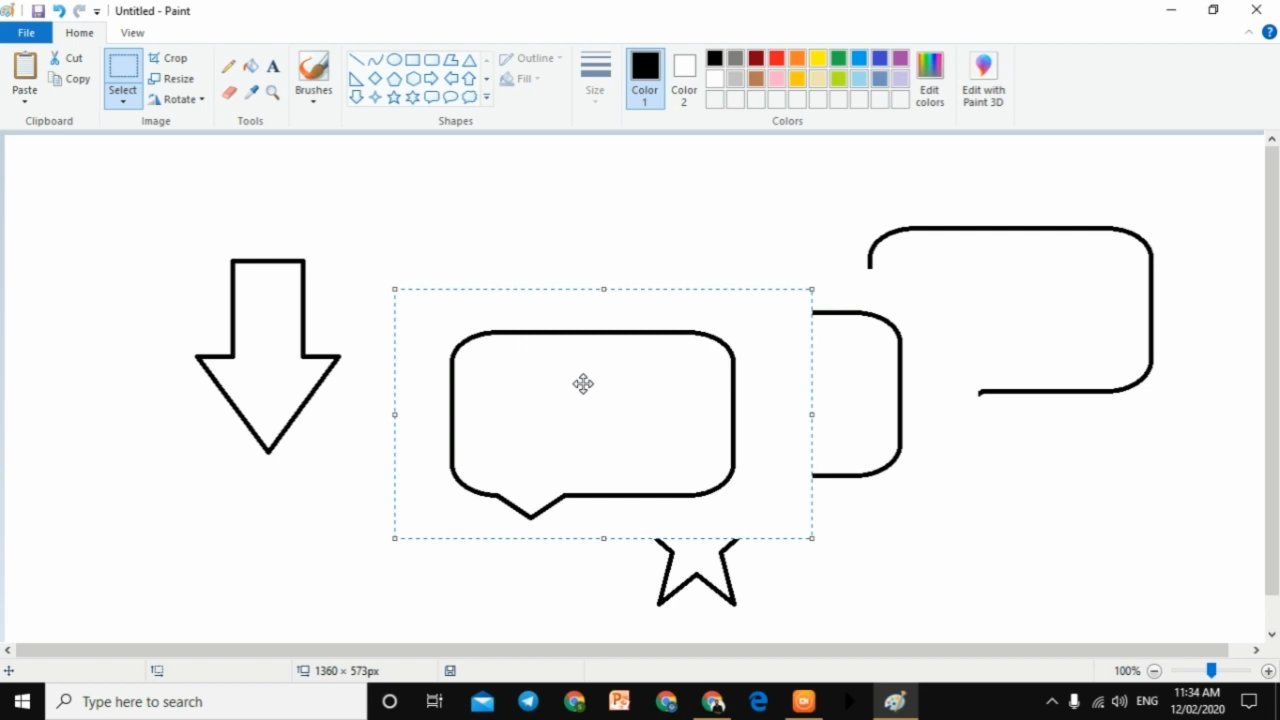 Untitled - Paint
File Home View
Paste Cut Copy
Clipboard
Select Crop Resize Rotate
Image
Tools
Brushes
Outline Fill
Shapes
Size
Color 1 Color 2
Edit colors
Colors
Edit with Paint 3D
1360 × 573px 100%
Type here to search
ENG 11:34 AM
12/02/2020